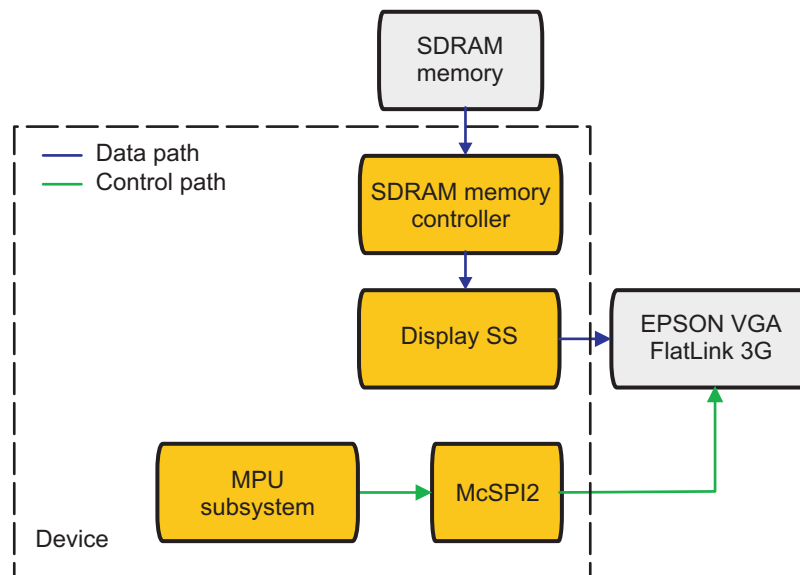 SDRAM
memory
Data path
Control path
SDRAM memory
controller
Display SS
EPSON VGA
FlatLink 3G
MPU
subsystem
McSPI2
Device